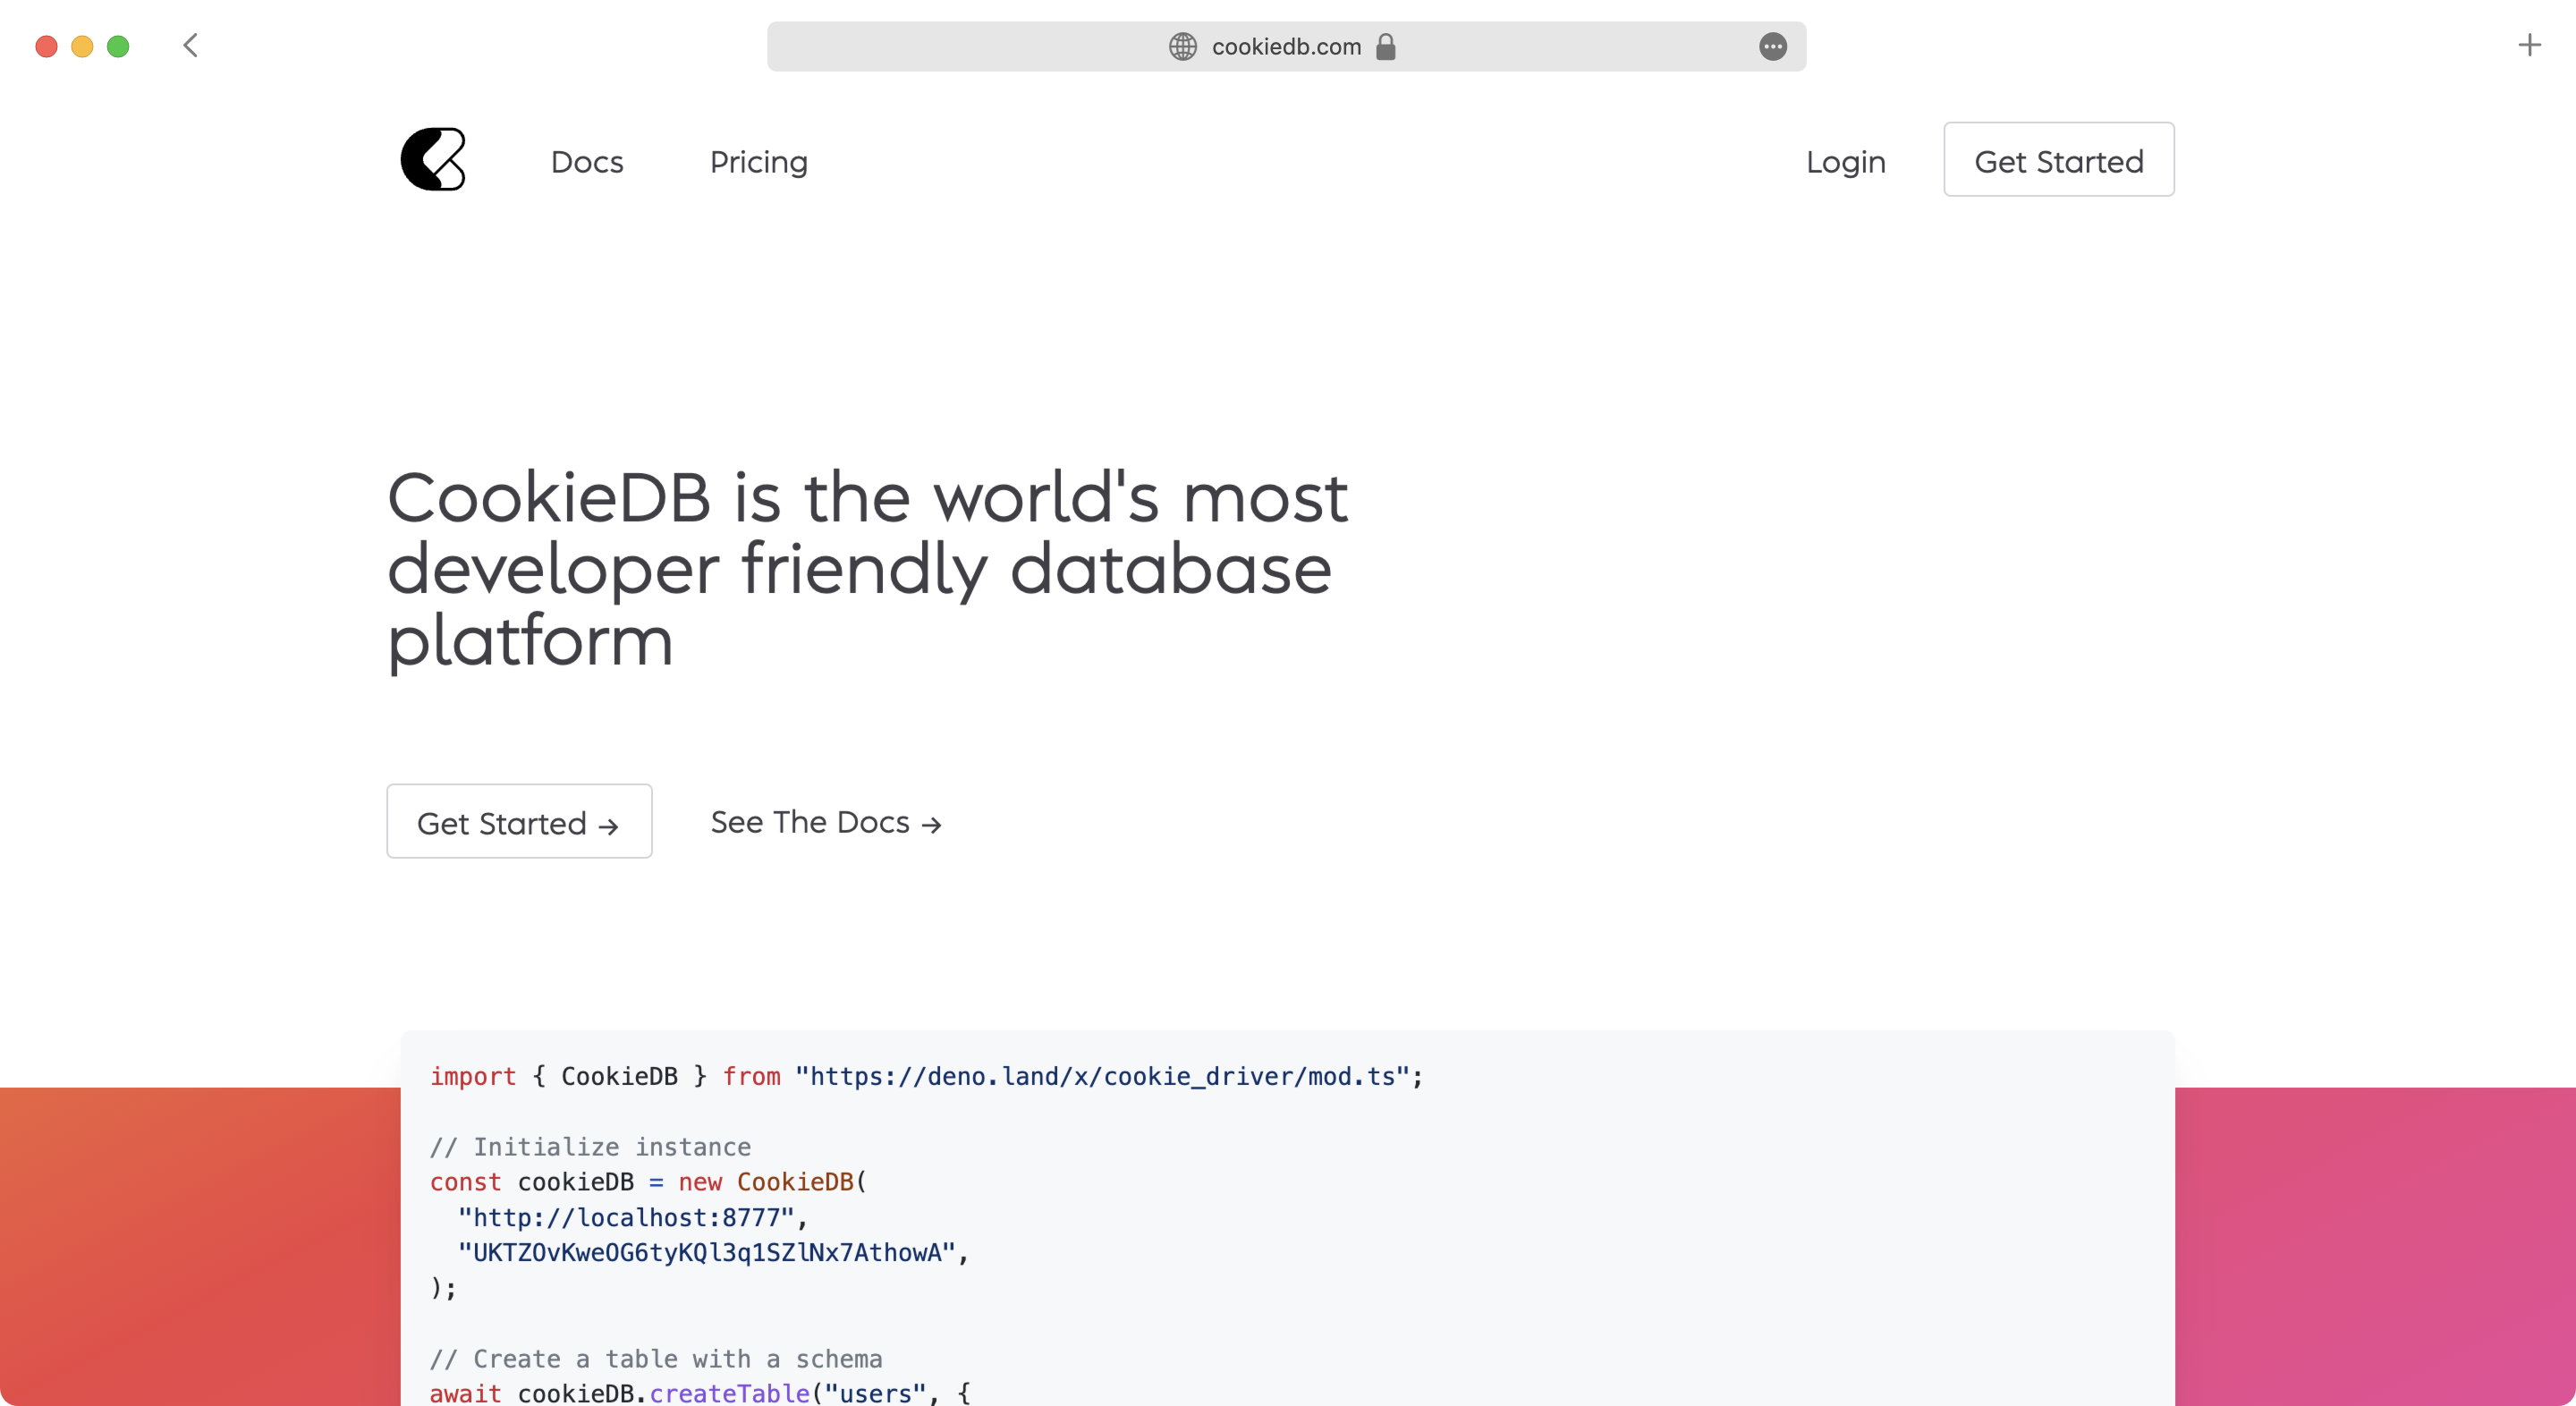 cookiedb.com
Docs
Pricing
Login
Get Started
CookieDB is the world's most
developer friendly database
platform
Get Started →
See The Docs →
import { CookieDB } from "https://deno.land/x/cookie_driver/mod.ts";
// Initialize instance
const cookieDB = new CookieDB(
  "http://localhost:8777",
  "UKTZOvKweOG6tyKQl3q1SZlNx7AthowA",
);
// Create a table with a schema
await cookieDB.createTable("users", {